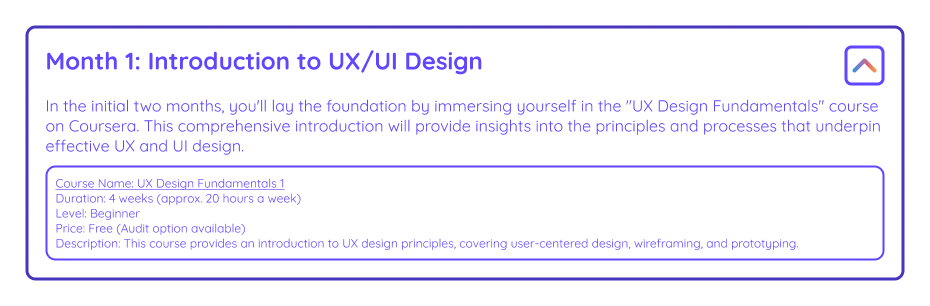 Month 1: Introduction to UX/UI Design
In the initial two months, you'll lay the foundation by immersing yourself in the "UX Design Fundamentals" course
on Coursera. This comprehensive introduction will provide insights into the principles and processes that underpin
effective UX and UI design.
Course Name: UX Design Fundamentals 1
Duration: 4 weeks (approx. 20 hours a week)
Level: Beginner
Price: Free (Audit option available)
Description: This course provides an introduction to UX design principles, covering user-centered design, wireframing, and prototyping.